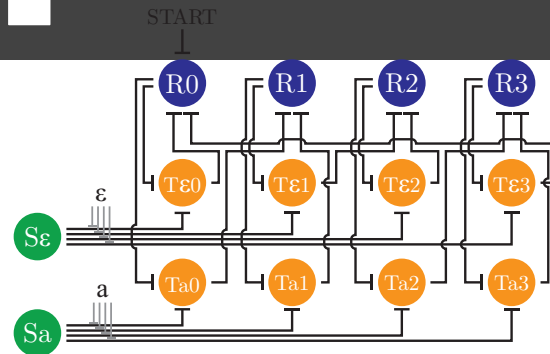 START
R0 R1 R2 R3
Tε0 Tε1 Tε2 Tε3
ε
Sε
Ta0 Ta1 Ta2 Ta3
a
Sa